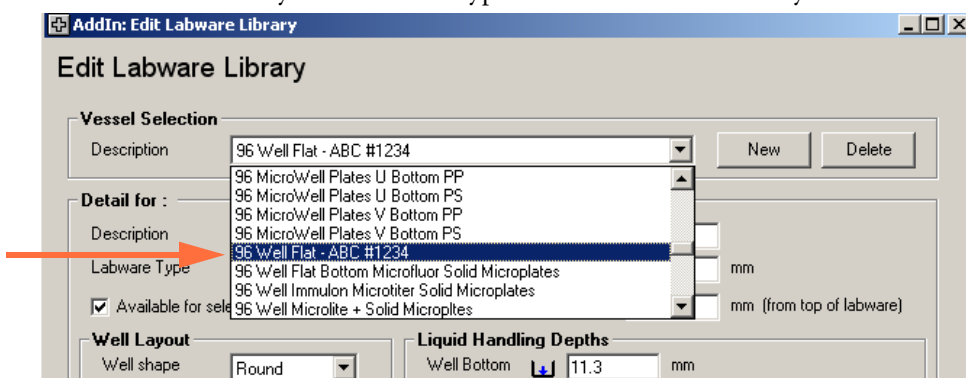 AddIn: Edit Labware Library
Edit Labware Library
Vessel Selection
Description 96 Well Flat - ABC #1234 New Delete
96 MicroWell Plates U Bottom PP
96 MicroWell Plates U Bottom PS
Detail for :
96 MicroWell Plates V Bottom PP
Description 96 MicroWell Plates V Bottom PS
96 Well Flat - ABC #1234
Labware Type 96 Well Flat Bottom Microfluor Solid Microplates mm
96 Well Immulon Microtiter Solid Microplates
Available for sele 96 Well Microlite + Solid Micropltes mm (from top of labware)
Well Layout Liquid Handling Depths
Well shape Round Well Bottom 11.3 mm